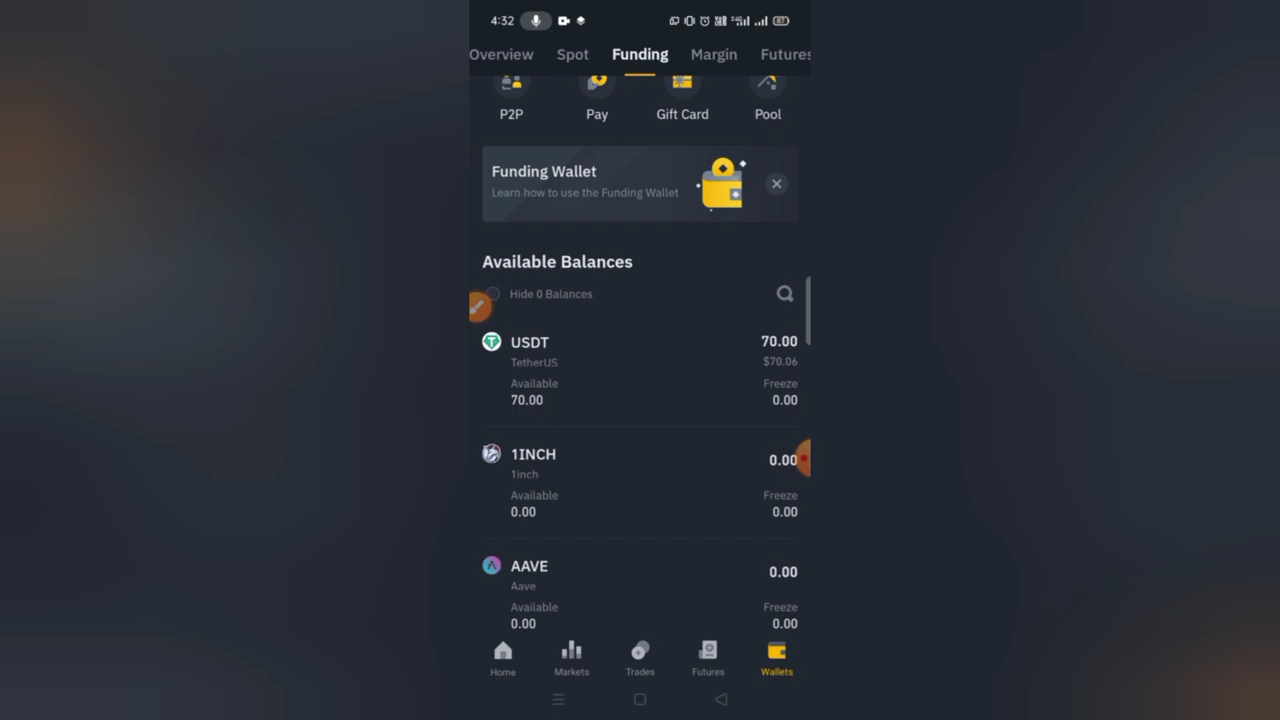 4:32
67
Overview Spot Funding Margin Futures
P2P Pay Gift Card Pool
Funding Wallet
Learn how to use the Funding Wallet
Available Balances
Hide 0 Balances
USDT 70.00
TetherUS $70.06
Available Freeze
70.00 0.00
1INCH 0.00
1inch
Available Freeze
0.00 0.00
AAVE 0.00
Aave
Available Freeze
0.00 0.00
Home Markets Trades Futures Wallets